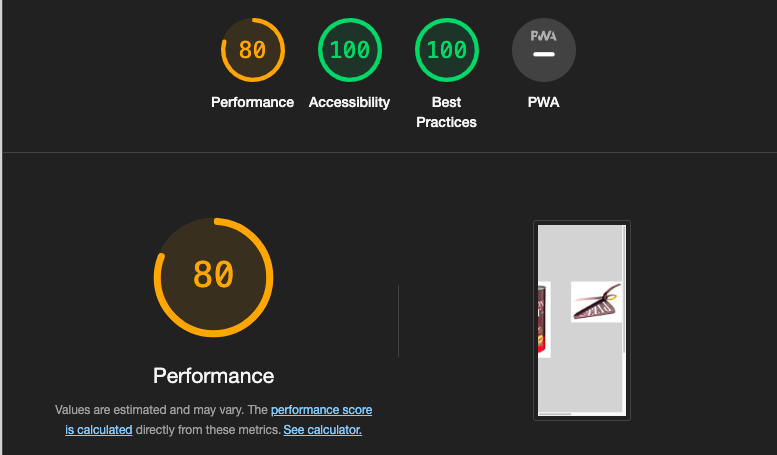 80
100
100
PWA
Performance
Accessibility
Best
Practices
PWA
80
Performance
Values are estimated and may vary. The performance score
is calculated directly from these metrics. See calculator.